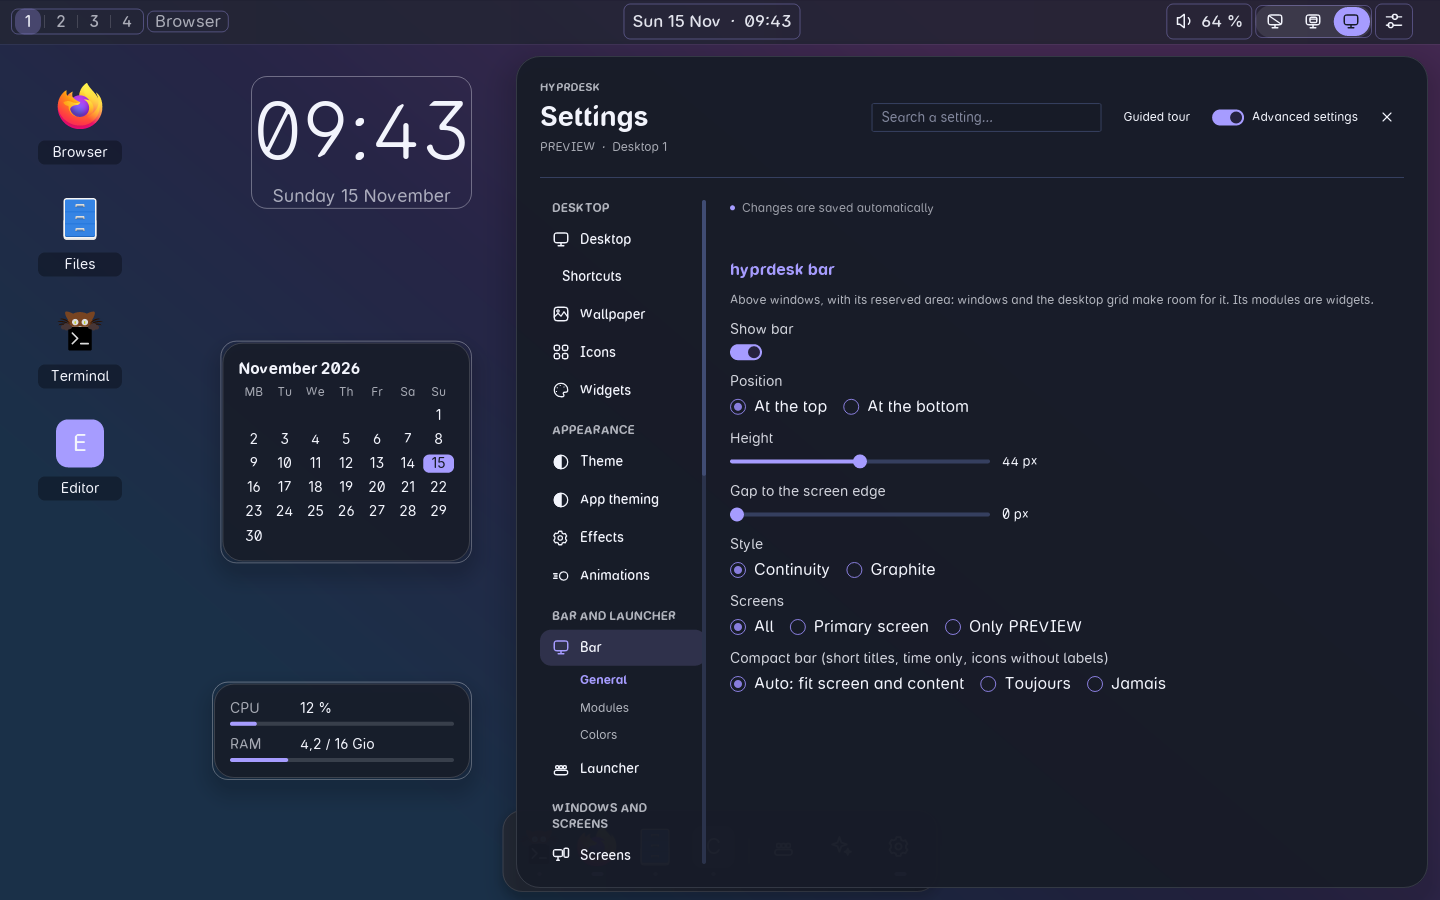 1 2 3 4 Browser
Sun 15 Nov · 09:43
64 %
Browser
Files
Terminal
E
Editor
09:43
Sunday 15 November
November 2026
MB Tu We Th Fr Sa Su
1
2 3 4 5 6 7 8
9 10 11 12 13 14 15
16 17 18 19 20 21 22
23 24 25 26 27 28 29
30
CPU 12 %
RAM 4,2 / 16 Gio
HYPRDESK
Settings
PREVIEW · Desktop 1
Search a setting...
Guided tour
Advanced settings
DESKTOP
Desktop
Shortcuts
Wallpaper
Icons
Widgets
APPEARANCE
Theme
App theming
Effects
Animations
BAR AND LAUNCHER
Bar
General
Modules
Colors
Launcher
WINDOWS AND
SCREENS
Screens
Changes are saved automatically
hyprdesk bar
Above windows, with its reserved area: windows and the desktop grid make room for it. Its modules are widgets.
Show bar
Position
At the top At the bottom
Height
44 px
Gap to the screen edge
0 px
Style
Continuity Graphite
Screens
All Primary screen Only PREVIEW
Compact bar (short titles, time only, icons without labels)
Auto: fit screen and content Toujours Jamais